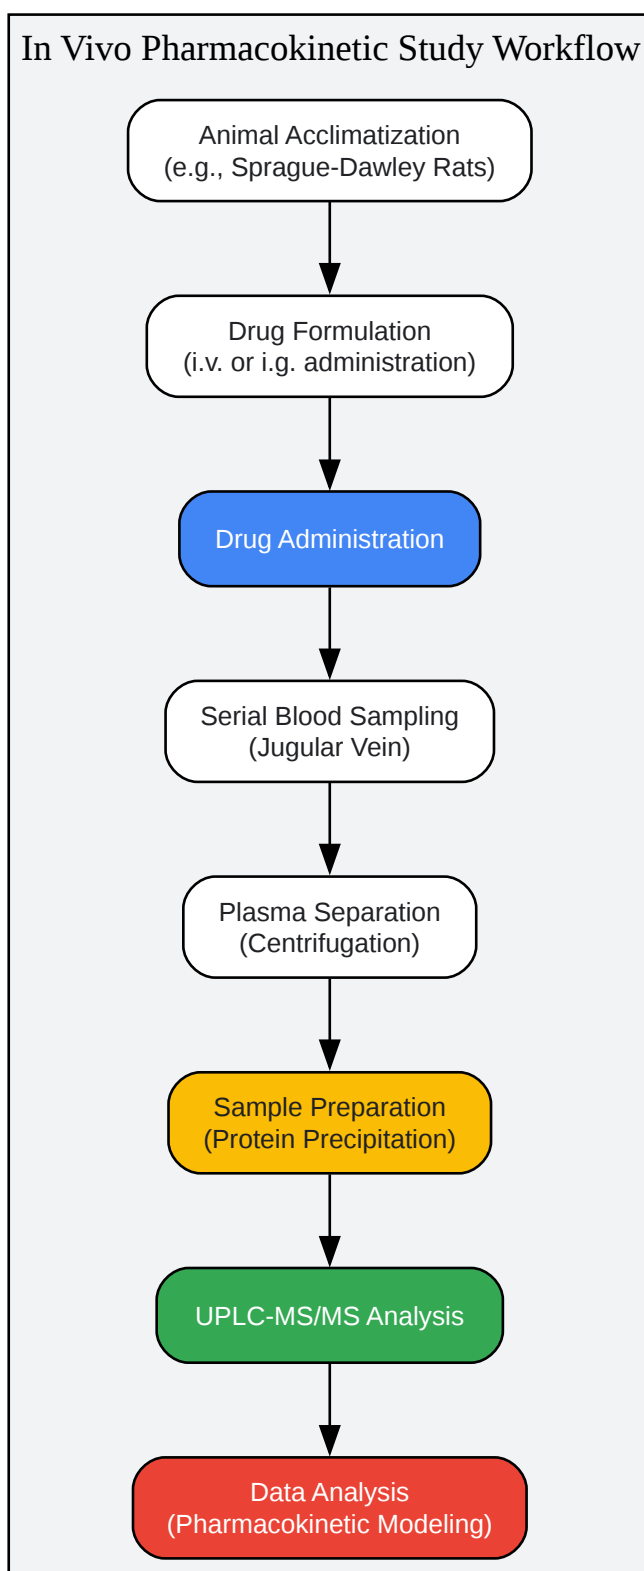 In Vivo Pharmacokinetic Study Workflow
Animal Acclimatization
(e.g., Sprague-Dawley Rats)
Drug Formulation
(i.v. or i.g. administration)
Drug Administration
Serial Blood Sampling
(Jugular Vein)
Plasma Separation
(Centrifugation)
Sample Preparation
(Protein Precipitation)
UPLC-MS/MS Analysis
Data Analysis
(Pharmacokinetic Modeling)